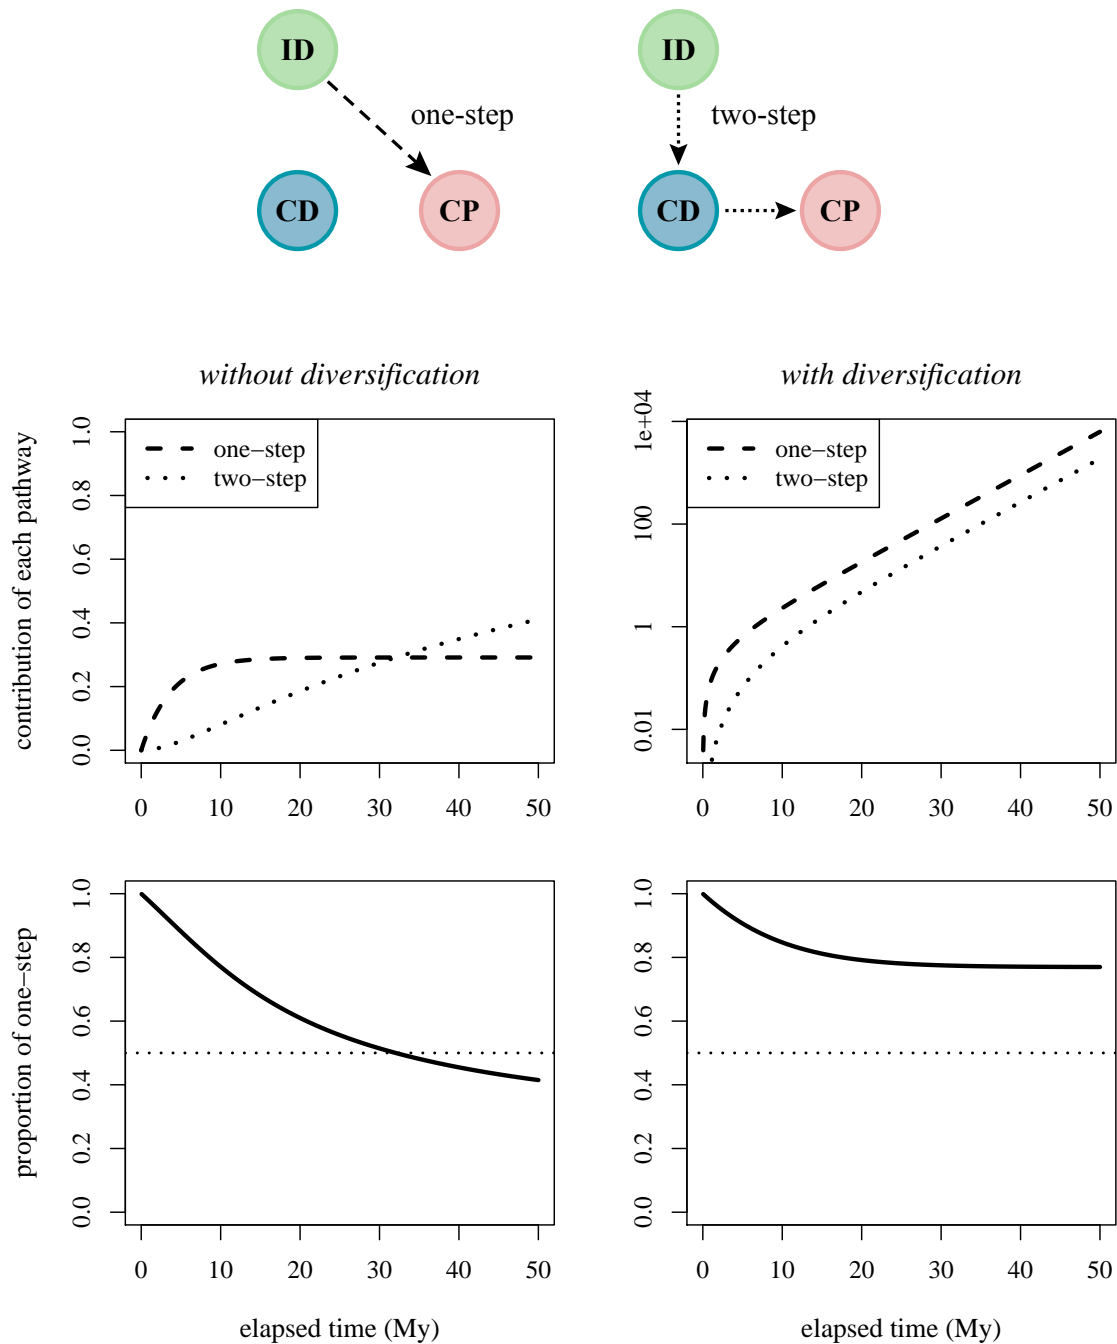 ID
ID
one-step
two-step
CD
CP
CD
CP
without diversification
with diversification
contribution of each pathway
0.0 0.2 0.4 0.6 0.8 1.0
one−step
two−step
0 10 20 30 40 50
0.01 1 100 1e+04
one−step
two−step
0 10 20 30 40 50
proportion of one−step
0.0 0.2 0.4 0.6 0.8 1.0
0 10 20 30 40 50
elapsed time (My)
0.0 0.2 0.4 0.6 0.8 1.0
0 10 20 30 40 50
elapsed time (My)